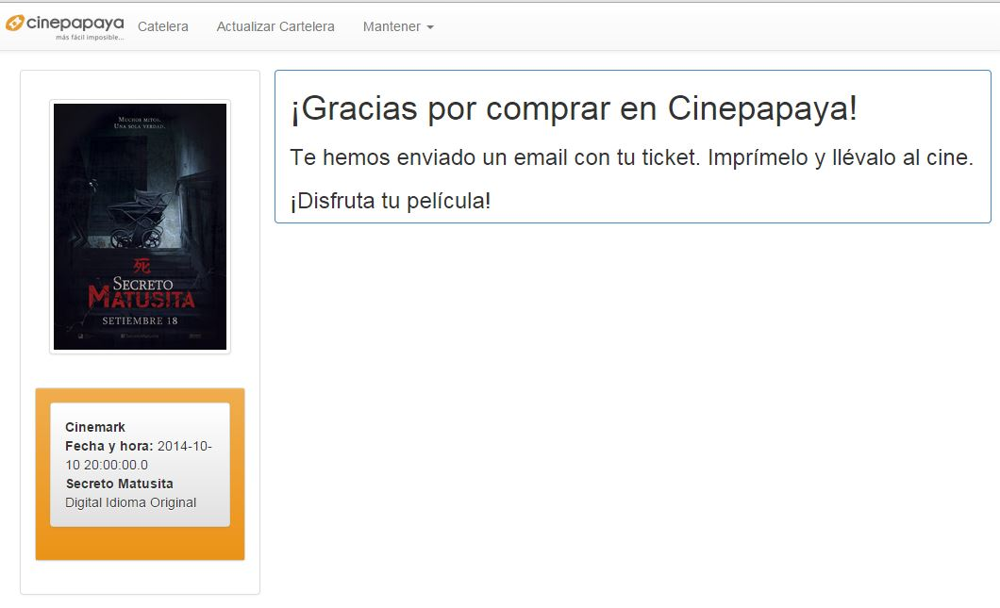 cinepapaya
más fácil imposible...
Catelera
Actualizar Cartelera
Mantener
¡Gracias por comprar en Cinepapaya!
Te hemos enviado un email con tu ticket. Imprímelo y llévalo al cine.
¡Disfruta tu película!
MUCHOS MITOS.
UNA SOLA VERDAD.
死
SECRETO
MATUSITA
SETIEMBRE 18
Cinemark
Fecha y hora: 2014-10-
10 20:00:00.0
Secreto Matusita
Digital Idioma Original